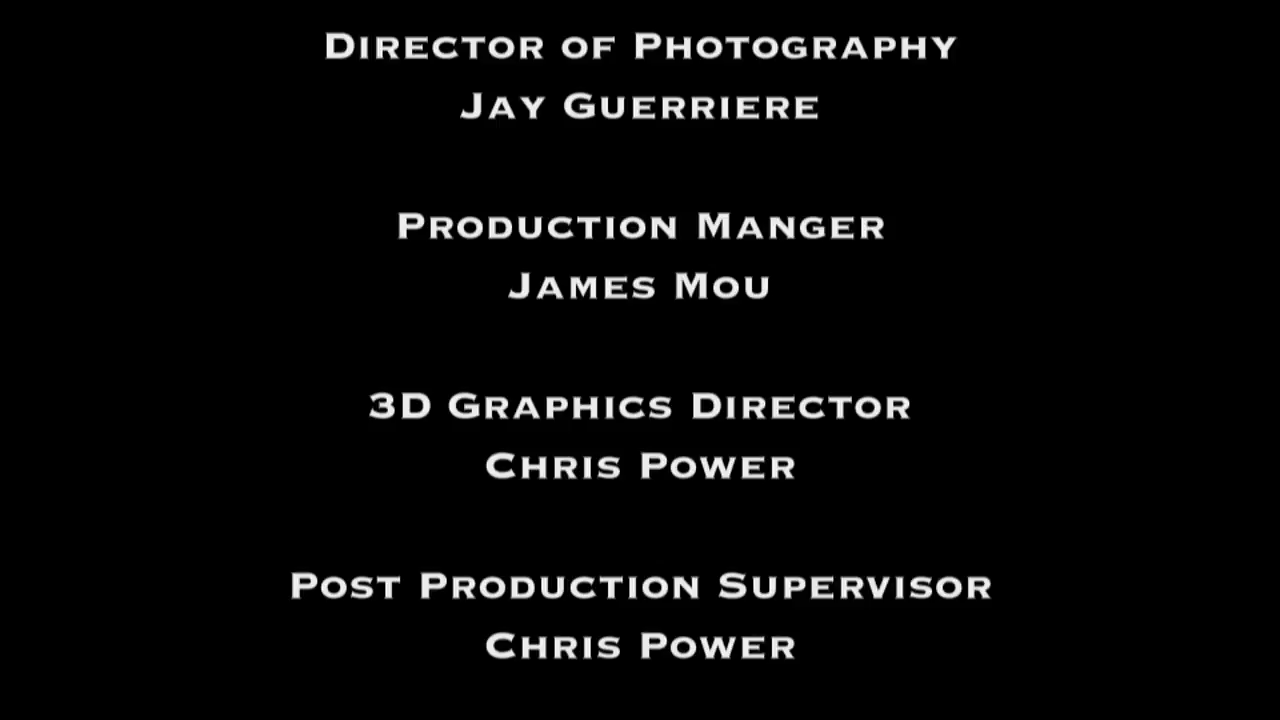 Director of Photography
Jay Guerriere
Production Manger
James Mou
3D Graphics Director
Chris Power
Post Production Supervisor
Chris Power